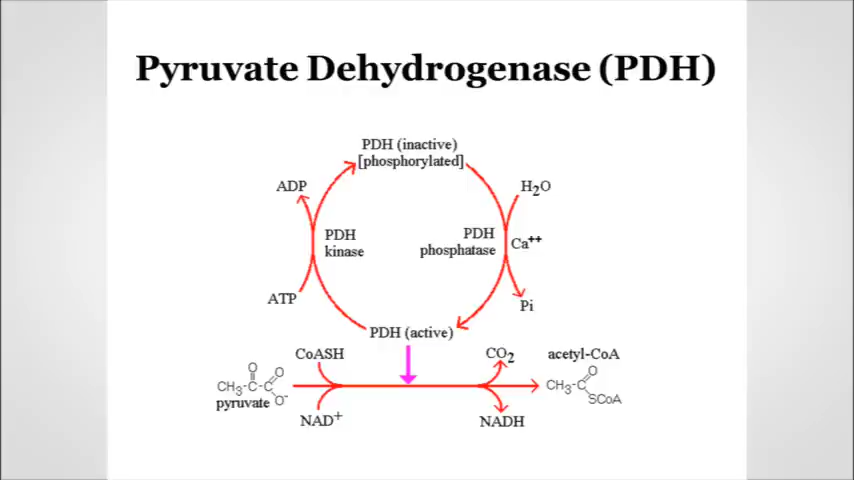 Pyruvate Dehydrogenase (PDH)
PDH (inactive)
[phosphorylated]
ADP
H2O
PDH
kinase
PDH
phosphatase
Ca++
ATP
Pi
PDH (active)
CoASH
CO2
acetyl-CoA
O
O
CH3-C-C
O-
pyruvate
O
CH3-C
SCoA
NAD+
NADH